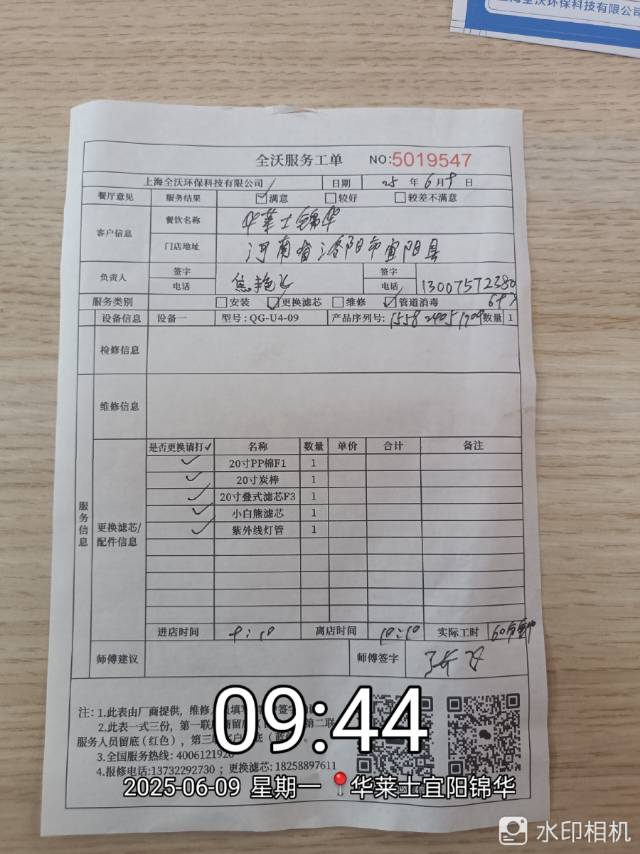 上海全沃环保科技有限公司
全沃服务工单 NO:5019547
上海全沃环保科技有限公司 日期 25 年 6 月 9 日
餐厅意见 服务结果 ☑满意 □较好 □较差不满意
客户信息 餐饮名称 华莱士锦华
门店地址 河南省洛阳市宜阳县
负责人 签字 签字
电话 焦艳 电话 13007572380
服务类别 □安装 ☑更换滤芯 □维修 ☑管道消毒
设备信息 设备一 型号:QG-U4-09 产品序列号: 数量 1
检修信息
维修信息
服务信息
更换滤芯/配件信息
是否更换请打✓ 名称 数量 单价 合计 备注
✓ 20寸PP棉F1 1
✓ 20寸炭棒 1
✓ 20寸叠式滤芯F3 1
✓ 小白熊滤芯 1
✓ 紫外线灯管 1
进店时间 9:10 离店时间 10:10 实际工时 60分钟
师傅建议 师傅签字
注:1.此表由厂商提供,维修
2.此表一式三份,第一联 第二联
服务人员留底(红色),第三
3.全国服务热线:4006121920
4.报修电话:13732292730 ;更换滤芯:18258897611
09:44
2025-06-09 星期一 华莱士宜阳锦华
水印相机